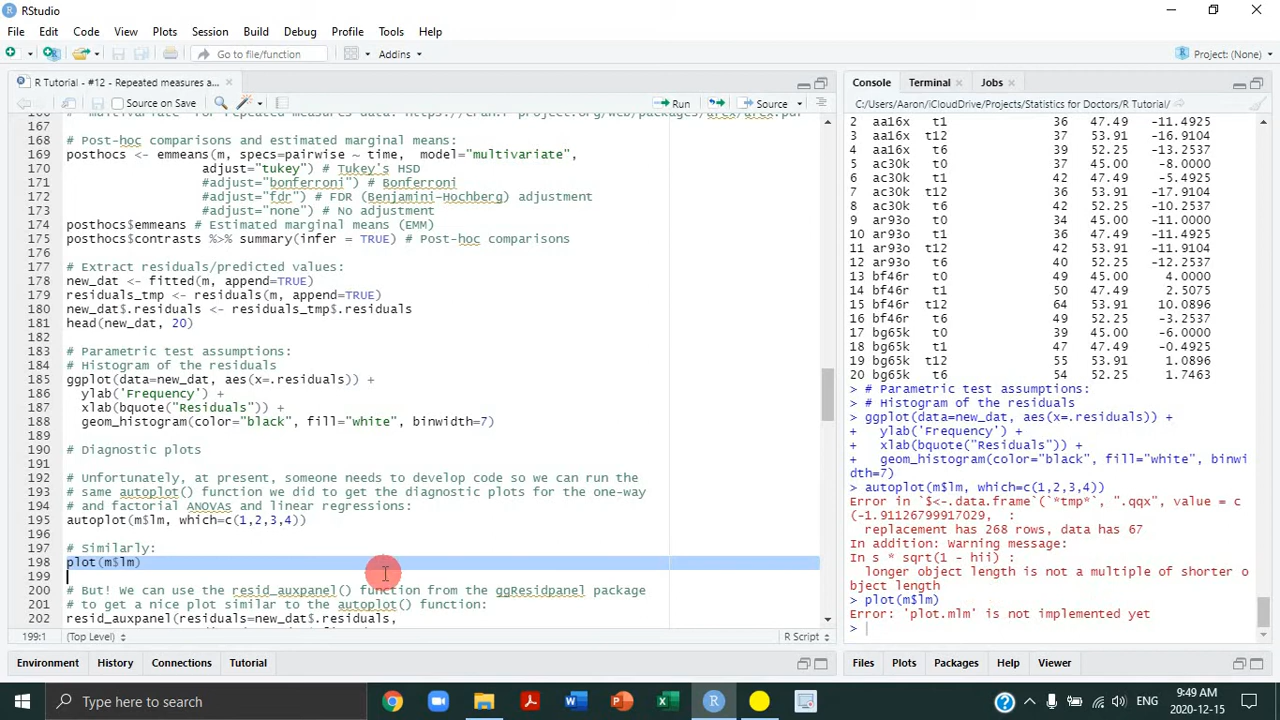 RStudio
File Edit Code View Plots Session Build Debug Profile Tools Help
Go to file/function Addins Project: (None)
R Tutorial - #12 - Repeated measures a...
Source on Save Run Source
167
168 # Post-hoc comparisons and estimated marginal means:
169 posthocs <- emmeans(m, specs=pairwise ~ time, model="multivariate",
170 adjust="tukey") # Tukey's HSD
171 #adjust="bonferroni") # Bonferroni
172 #adjust="fdr") # FDR (Benjamini-Hochberg) adjustment
173 #adjust="none") # No adjustment
174 posthocs$emmeans # Estimated marginal means (EMM)
175 posthocs$contrasts %>% summary(infer = TRUE) # Post-hoc comparisons
176
177 # Extract residuals/predicted values:
178 new_dat <- fitted(m, append=TRUE)
179 residuals_tmp <- residuals(m, append=TRUE)
180 new_dat$.residuals <- residuals_tmp$.residuals
181 head(new_dat, 20)
182
183 # Parametric test assumptions:
184 # Histogram of the residuals
185 ggplot(data=new_dat, aes(x=.residuals)) +
186 ylab('Frequency') +
187 xlab(bquote("Residuals")) +
188 geom_histogram(color="black", fill="white", binwidth=7)
189
190 # Diagnostic plots
191
192 # Unfortunately, at present, someone needs to develop code so we can run the
193 # same autoplot() function we did to get the diagnostic plots for the one-way
194 # and factorial ANOVAs and linear regressions:
195 autoplot(m$lm, which=c(1,2,3,4))
196
197 # Similarly:
198 plot(m$lm)
199
200 # But! We can use the resid_auxpanel() function from the ggResidpanel package
201 # to get a nice plot similar to the autoplot() function:
202 resid_auxpanel(residuals=new_dat$.residuals,
199:1 (Top Level) R Script
Environment History Connections Tutorial
Console Terminal Jobs
C:/Users/Aaron/iCloudDrive/Projects/Statistics for Doctors/R Tutorial/
2 aa16x t1 36 47.49 -11.4925
3 aa16x t12 37 53.91 -16.9104
4 aa16x t6 39 52.25 -13.2537
5 ac30k t0 37 45.00 -8.0000
6 ac30k t1 42 47.49 -5.4925
7 ac30k t12 36 53.91 -17.9104
8 ac30k t6 42 52.25 -10.2537
9 ar93o t0 34 45.00 -11.0000
10 ar93o t1 36 47.49 -11.4925
11 ar93o t12 42 53.91 -11.9104
12 ar93o t6 40 52.25 -12.2537
13 bf46r t0 49 45.00 4.0000
14 bf46r t1 50 47.49 2.5075
15 bf46r t12 64 53.91 10.0896
16 bf46r t6 49 52.25 -3.2537
17 bg65k t0 39 45.00 -6.0000
18 bg65k t1 47 47.49 -0.4925
19 bg65k t12 55 53.91 1.0896
20 bg65k t6 54 52.25 1.7463
> # Parametric test assumptions:
> # Histogram of the residuals
> ggplot(data=new_dat, aes(x=.residuals)) +
+ ylab('Frequency') +
+ xlab(bquote("Residuals")) +
+ geom_histogram(color="black", fill="white", binwi
dth=7)
> autoplot(m$lm, which=c(1,2,3,4))
Error in `$<-.data.frame`(`*tmp*`, ".qqx", value = c
(-1.91126799917029, :
replacement has 268 rows, data has 67
In addition: Warning message:
In s * sqrt(1 - hii) :
longer object length is not a multiple of shorter o
bject length
> plot(m$lm)
Error: 'plot.mlm' is not implemented yet
>
Files Plots Packages Help Viewer
Type here to search
ENG
9:49 AM
2020-12-15